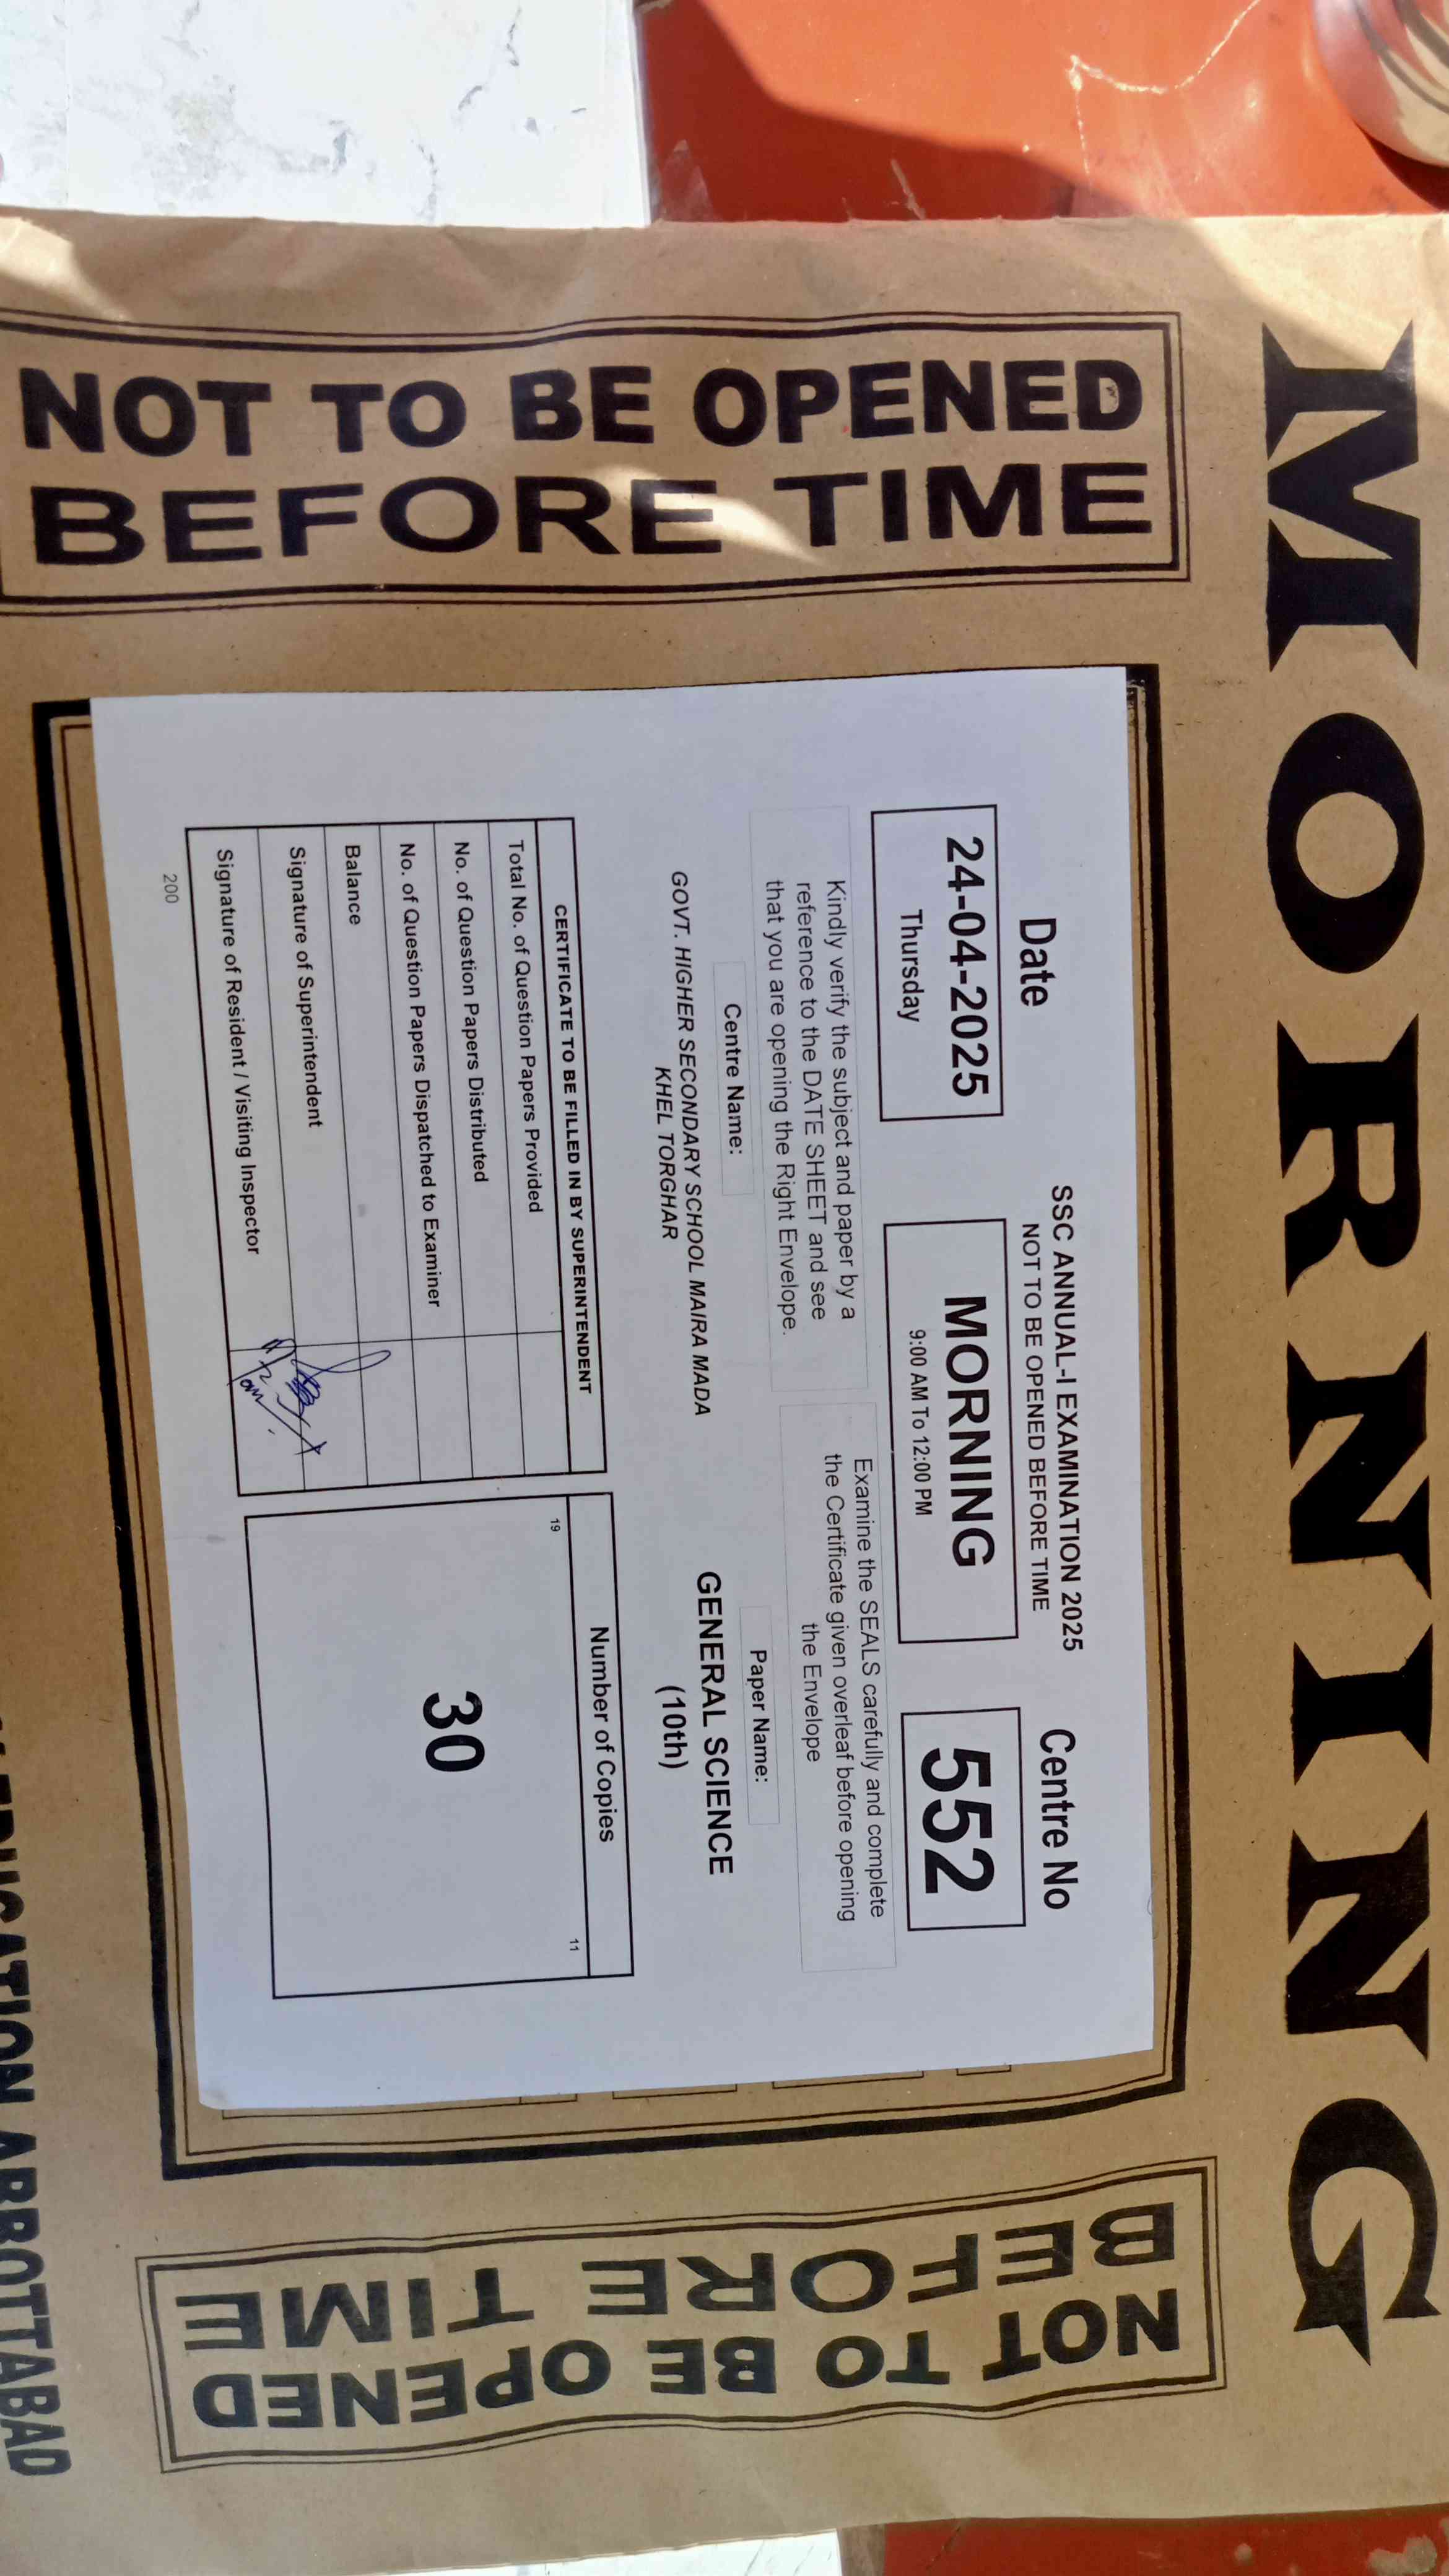 MORNING
NOT TO BE OPENED
BEFORE TIME
SSC ANNUAL-I EXAMINATION 2025
NOT TO BE OPENED BEFORE TIME
Date
24-04-2025
Thursday
MORNING
9:00 AM To 12:00 PM
Centre No
552
Kindly verify the subject and paper by a
reference to the DATE SHEET and see
that you are opening the Right Envelope.
Examine the SEALS carefully and complete
the Certificate given overleaf before opening
the Envelope
Centre Name:
GOVT. HIGHER SECONDARY SCHOOL MAIRA MADA
KHEL TORGHAR
Paper Name:
GENERAL SCIENCE
(10th)
CERTIFICATE TO BE FILLED IN BY SUPERINTENDENT
Total No. of Question Papers Provided
No. of Question Papers Distributed
No. of Question Papers Dispatched to Examiner
Balance
Signature of Superintendent
Signature of Resident / Visiting Inspector
Number of Copies
19
11
30
200
NOT TO BE OPENED
BEFORE TIME
ABBOTTABAD